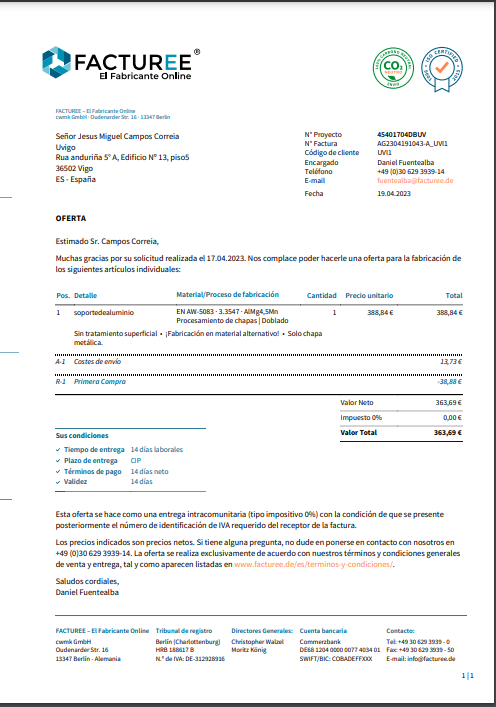 FACTUREE®
El Fabricante Online
100% CARBONO NEUTRAL
CO2
NEUTRO
ENVÍO
ISO CERTIFIED
FACTUREE – El Fabricante Online
cwmk GmbH · Oudenarder Str. 16 · 13347 Berlin
Señor Jesus Miguel Campos Correia
Uvigo
Rua anduriña 5° A, Edificio Nº 13, piso5
36502 Vigo
ES - España
N° Proyecto 45401704DBUV
N° Factura AG2304191043-A_UVI1
Código de cliente UVI1
Encargado Daniel Fuentealba
Teléfono +49 (0)30 629 3939-14
E-mail fuentealba@facturee.de
Fecha 19.04.2023
OFERTA
Estimado Sr. Campos Correia,
Muchas gracias por su solicitud realizada el 17.04.2023. Nos complace poder hacerle una oferta para la fabricación de
los siguientes artículos individuales:
Pos. Detalle Material/Proceso de fabricación Cantidad Precio unitario Total
1 soportedealuminio EN AW-5083 · 3.3547 · AlMg4,5Mn 1 388,84 € 388,84 €
Procesamiento de chapas | Doblado
Sin tratamiento superficial • ¡Fabricación en material alternativo! • Solo chapa
metálica.
A-1 Costes de envío 13,73 €
R-1 Primera Compra -38,88 €
Valor Neto 363,69 €
Impuesto 0% 0,00 €
Valor Total 363,69 €
Sus condiciones
✓ Tiempo de entrega 14 días laborales
✓ Plazo de entrega CIP
✓ Términos de pago 14 días neto
✓ Validez 14 días
Esta oferta se hace como una entrega intracomunitaria (tipo impositivo 0%) con la condición de que se presente
posteriormente el número de identificación de IVA requerido del receptor de la factura.
Los precios indicados son precios netos. Si tiene alguna pregunta, no dude en ponerse en contacto con nosotros en
+49 (0)30 629 3939-14. La oferta se realiza exclusivamente de acuerdo con nuestros términos y condiciones generales
de venta y entrega, tal y como aparecen listadas en www.facturee.de/es/terminos-y-condiciones/.
Saludos cordiales,
Daniel Fuentealba
FACTUREE – El Fabricante Online Tribunal de registro Directores Generales: Cuenta bancaria Contacto:
cwmk GmbH Berlín (Charlottenburg) Christopher Walzel Commerzbank Tel: +49 30 629 3939 - 0
Oudenarder Str. 16 HRB 188617 B Moritz König DE68 1204 0000 0077 4034 01 Fax: +49 30 629 3939 - 50
13347 Berlín - Alemania N.° de IVA: DE-312928916 SWIFT/BIC: COBADEFFXXX E-mail: info@facturee.de
1 | 1